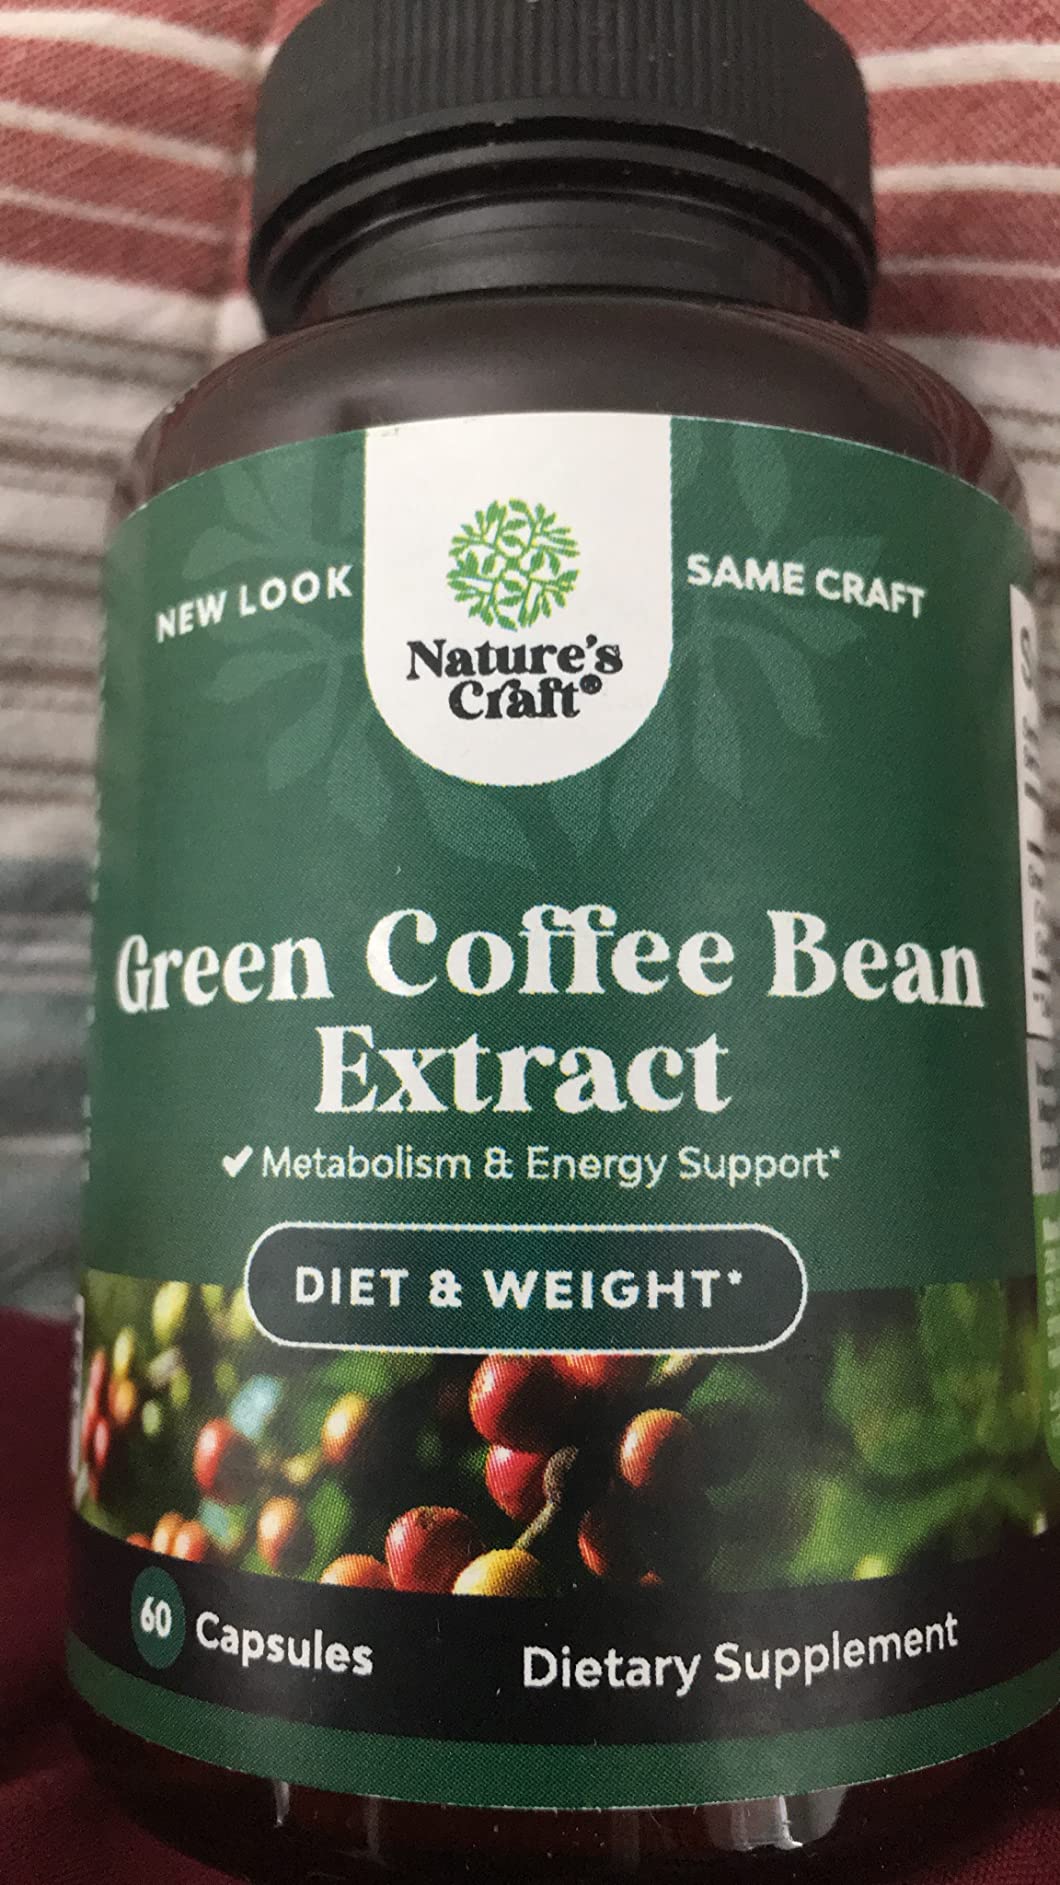 NEW LOOK
SAME CRAFT
Nature's
Craft®
Green Coffee Bean
Extract
✔ Metabolism & Energy Support*
DIET & WEIGHT*
60 Capsules
Dietary Supplement